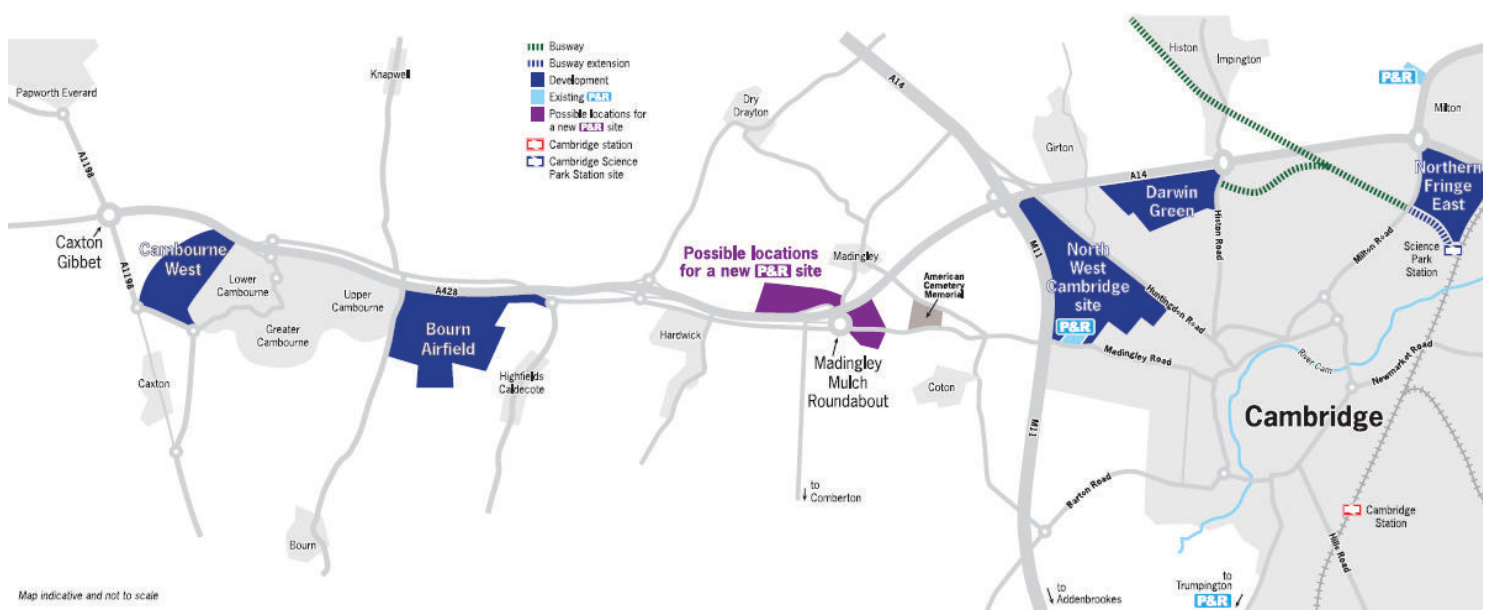 Busway
Busway extension
Development
Existing P&R
Possible locations for
a new P&R site
Cambridge station
Cambridge Science
Park Station site
Papworth Everard
A1198
Caxton
Gibbet
A1198
Cambourne
West
Lower
Cambourne
Greater
Cambourne
Upper
Cambourne
Caxton
Knapwell
A428
Bourn
Airfield
Bourn
Highfields
Caldecote
Hardwick
Dry
Drayton
Possible locations
for a new P&R site
Madingley
Madingley
Mulch
Roundabout
American
Cemetery
Memorial
Coton
to
Comberton
A14
Girton
Histon
Impington
P&R
Milton
A14
Darwin
Green
Histon Road
Northern
Fringe
East
Milton Road
Science
Park
Station
M11
North
West
Cambridge
site
P&R
Huntingdon Road
Madingley Road
River Cam
Newmarket Road
Cambridge
M11
Barton Road
Cambridge
Station
Hills Road
to
Addenbrookes
to
Trumpington
P&R
Map indicative and not to scale